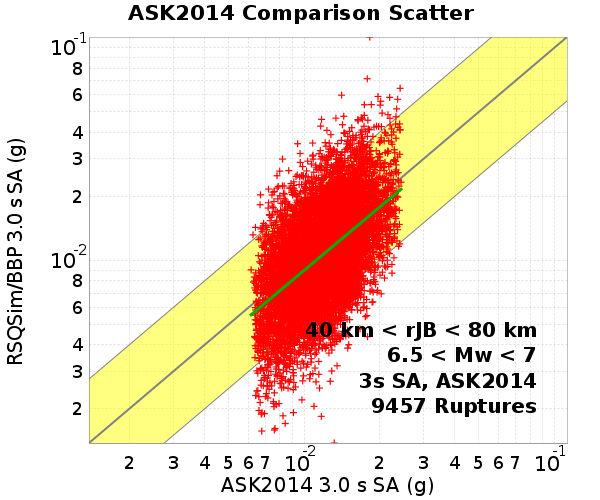 ASK2014 Comparison Scatter
10-1
8
6
4
3
2
10-2
8
6
4
3
2
RSQSim/BBP 3.0 s SA (g)
40 km < rJB < 80 km
6.5 < Mw < 7
3s SA, ASK2014
9457 Ruptures
2 3 4 5 6 7 10-2 2 3 4 5 6 7 10-1
ASK2014 3.0 s SA (g)